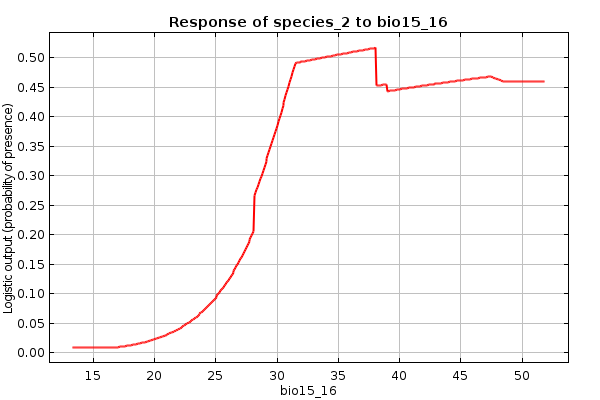 Response of species_2 to bio15_16
Logistic output (probability of presence)
0.50
0.45
0.40
0.35
0.30
0.25
0.20
0.15
0.10
0.05
0.00
15 20 25 30 35 40 45 50
bio15_16